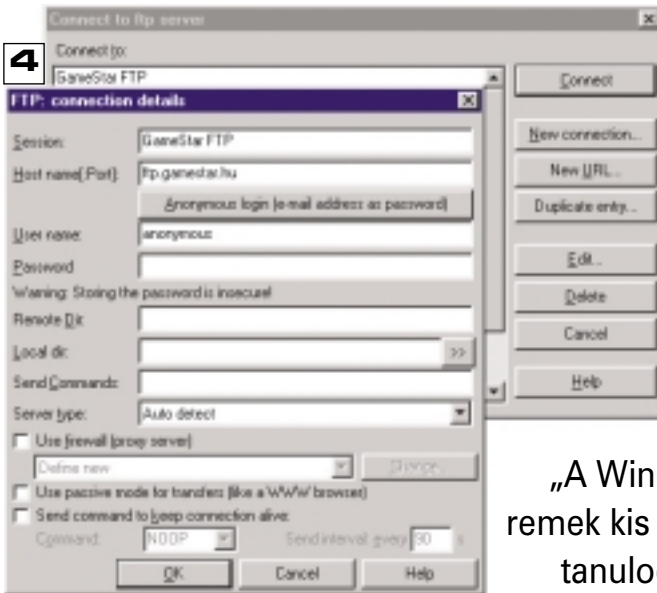 Connect to ftp server
4
Connect to:
GameStar FTP
Connect
New connection...
New URL...
Duplicate entry...
Edit...
Delete
Cancel
Help
FTP: connection details
Session:
GameStar FTP
Host name[:Port]:
ftp.gamestar.hu
Anonymous login (e-mail address as password)
User name:
anonymous
Password
Warning: Storing the password is insecure!
Remote Dir:
Local dir:
>>
Send Commands:
Server type:
Auto detect
Use firewall (proxy server)
Define new
Change...
Use passive mode for transfers (like a WWW browser)
Send command to keep connection alive:
Command:
NOOP
Send interval: every
90
s
OK
Cancel
Help
„A Win
remek kis